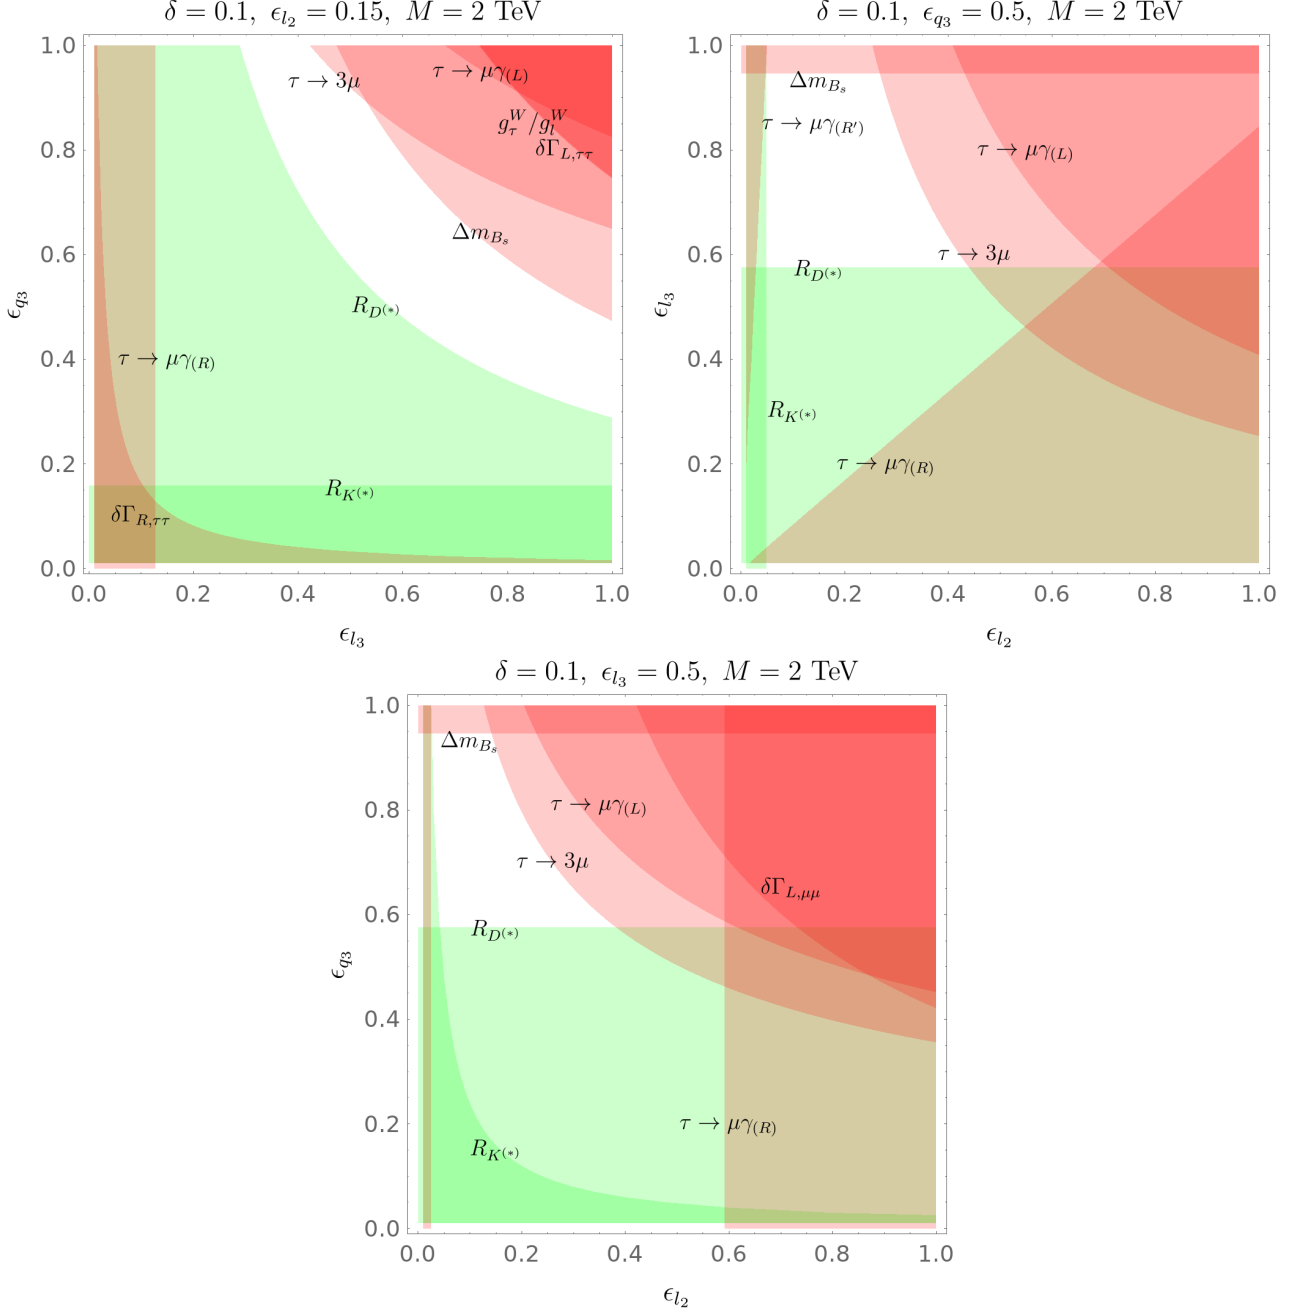 δ = 0.1, ϵ_{l_2} = 0.15, M = 2 TeV
1.0
0.8
0.6
0.4
0.2
0.0
ϵ_{q_3}
τ → 3μ
τ → μγ_{(L)}
g_τ^W/g_l^W
δΓ_{L,ττ}
Δm_{B_s}
R_{D^{(*)}}
τ → μγ_{(R)}
R_{K^{(*)}}
δΓ_{R,ττ}
0.0 0.2 0.4 0.6 0.8 1.0
ϵ_{l_3}
δ = 0.1, ϵ_{q_3} = 0.5, M = 2 TeV
1.0
0.8
0.6
0.4
0.2
0.0
ϵ_{l_3}
Δm_{B_s}
τ → μγ_{(R')}
τ → μγ_{(L)}
τ → 3μ
R_{D^{(*)}}
R_{K^{(*)}}
τ → μγ_{(R)}
0.0 0.2 0.4 0.6 0.8 1.0
ϵ_{l_2}
δ = 0.1, ϵ_{l_3} = 0.5, M = 2 TeV
1.0
0.8
0.6
0.4
0.2
0.0
ϵ_{q_3}
Δm_{B_s}
τ → μγ_{(L)}
τ → 3μ
δΓ_{L,μμ}
R_{D^{(*)}}
τ → μγ_{(R)}
R_{K^{(*)}}
0.0 0.2 0.4 0.6 0.8 1.0
ϵ_{l_2}